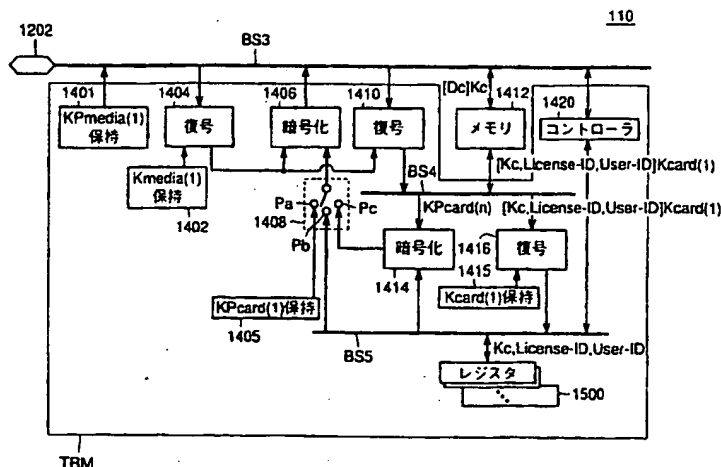 110
1202
BS3
1401
KPmedia(1)
保持
1404
復号
1406
暗号化
1410
復号
[Dc]Kc
1412
メモリ
1420
コントローラ
Kmedia(1)
保持
1402
[Kc,License-ID,User-ID]Kcard(1)
BS4
Pa
Pb
Pc
1408
KPcard(n)
[Kc,License-ID,User-ID]Kcard(1)
暗号化
1414
1416
復号
1415
Kcard(1)保持
KPcard(1)保持
1405
BS5
Kc,License-ID,User-ID
レジスタ
1500
TRM